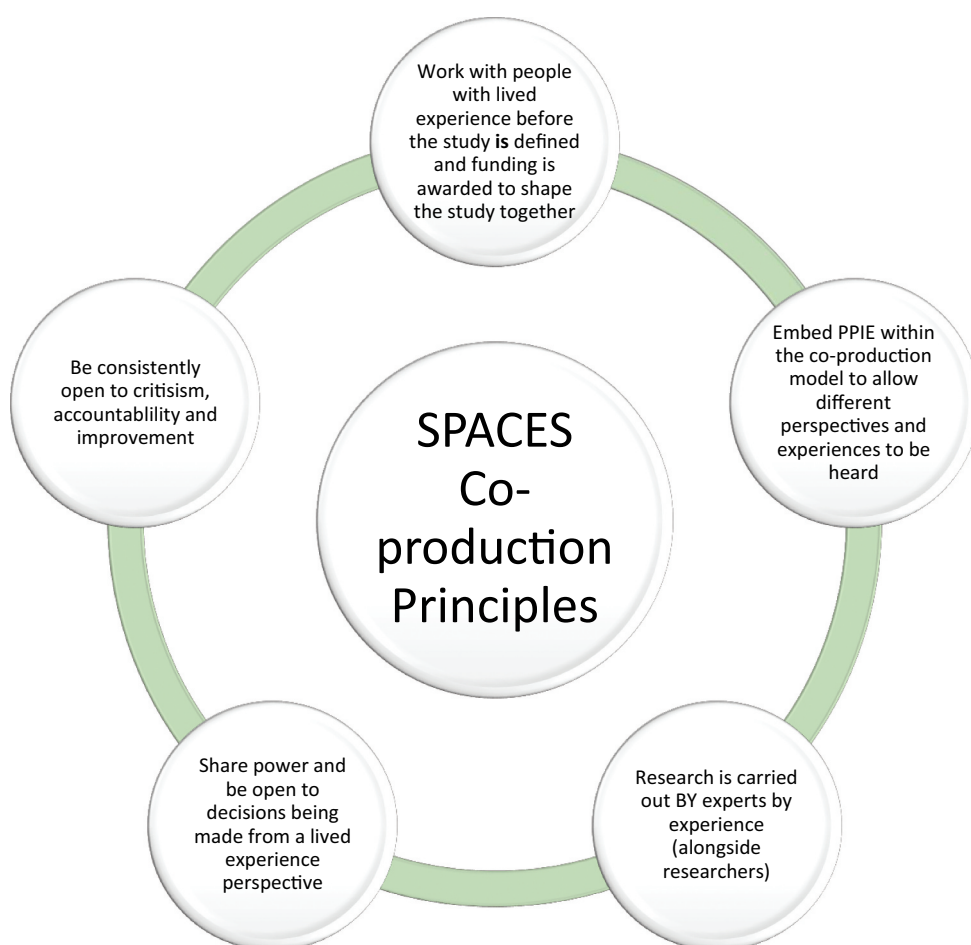 Work with people
with lived
experience before
the study is defined
and funding is
awarded to shape
the study together
Embed PPIE within
the co-production
model to allow
different
perspectives and
experiences to be
heard
Research is carried
out BY experts by
experience
(alongside
researchers)
Share power and
be open to
decisions being
made from a lived
experience
perspective
Be consistently
open to critisism,
accountablility and
improvement
SPACES
Co-
production
Principles